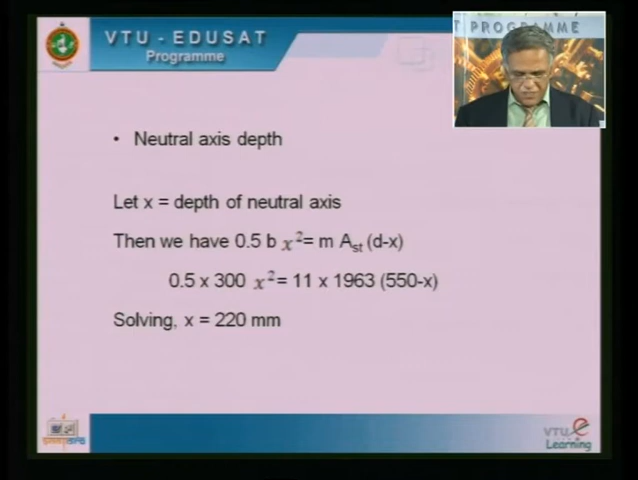 VTU - EDUSAT
Programme
T PROGRAMME
• Neutral axis depth
Let x = depth of neutral axis
Then we have 0.5 b x²= m Ast (d-x)
0.5 x 300 x²= 11 x 1963 (550-x)
Solving, x = 220 mm
VTU e
Learning